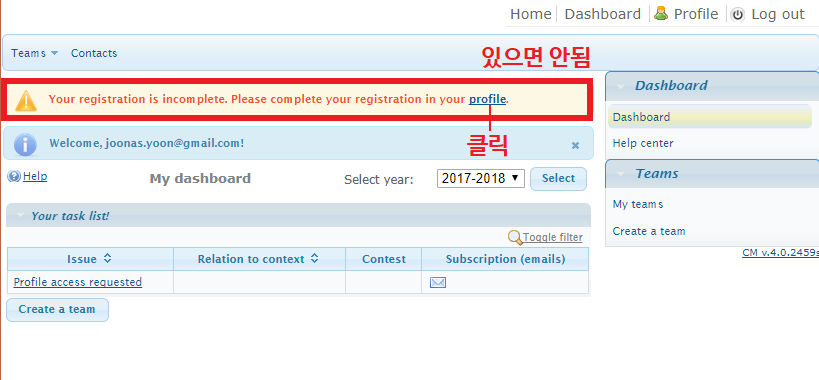 Home Dashboard Profile Log out
Teams Contacts
있으면 안됨
Your registration is incomplete. Please complete your registration in your profile.
클릭
Welcome, joonas.yoon@gmail.com!
Help
My dashboard
Select year: 2017-2018 Select
Your task list!
Toggle filter
Issue Relation to context Contest Subscription (emails)
Profile access requested
Create a team
Dashboard
Dashboard
Help center
Teams
My teams
Create a team
CM v.4.0.2459s